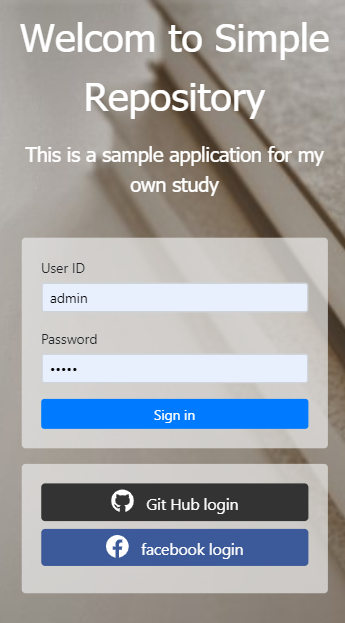 Welcom to Simple
Repository
This is a sample application for my
own study
User ID
admin
Password
•••••
Sign in
Git Hub login
facebook login